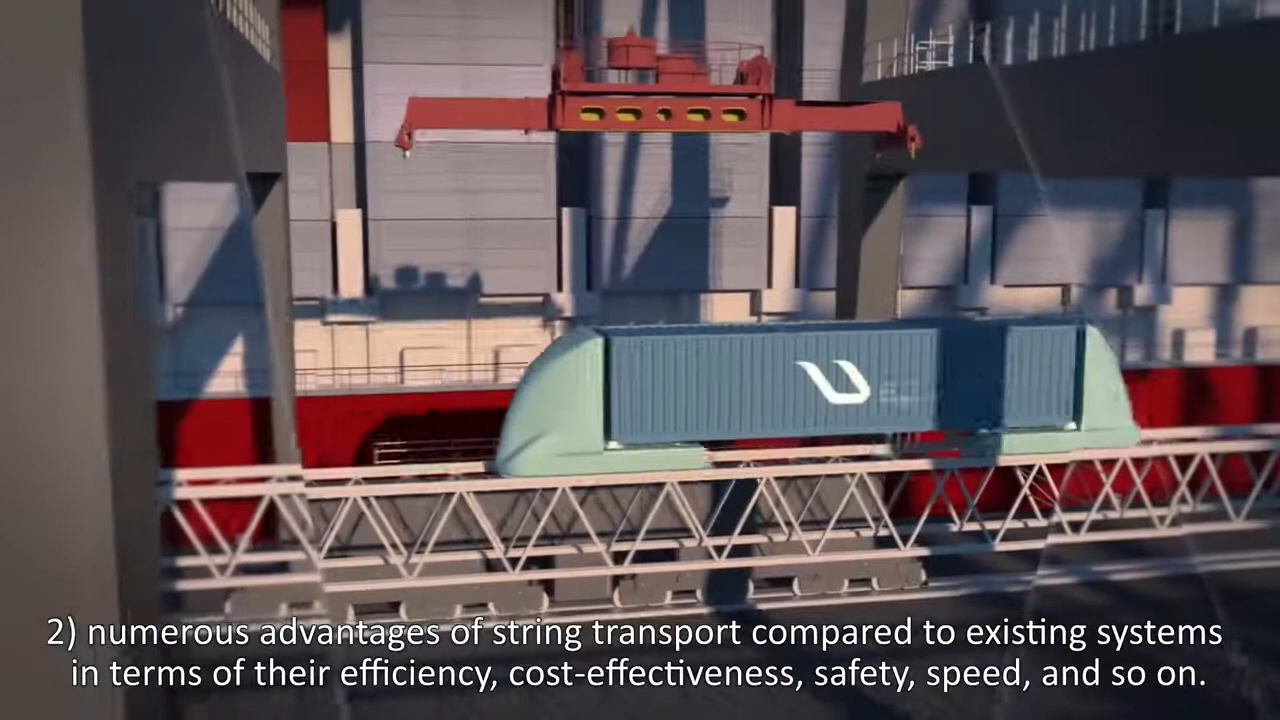 2) numerous advantages of string transport compared to existing systems
in terms of their efficiency, cost-effectiveness, safety, speed, and so on.